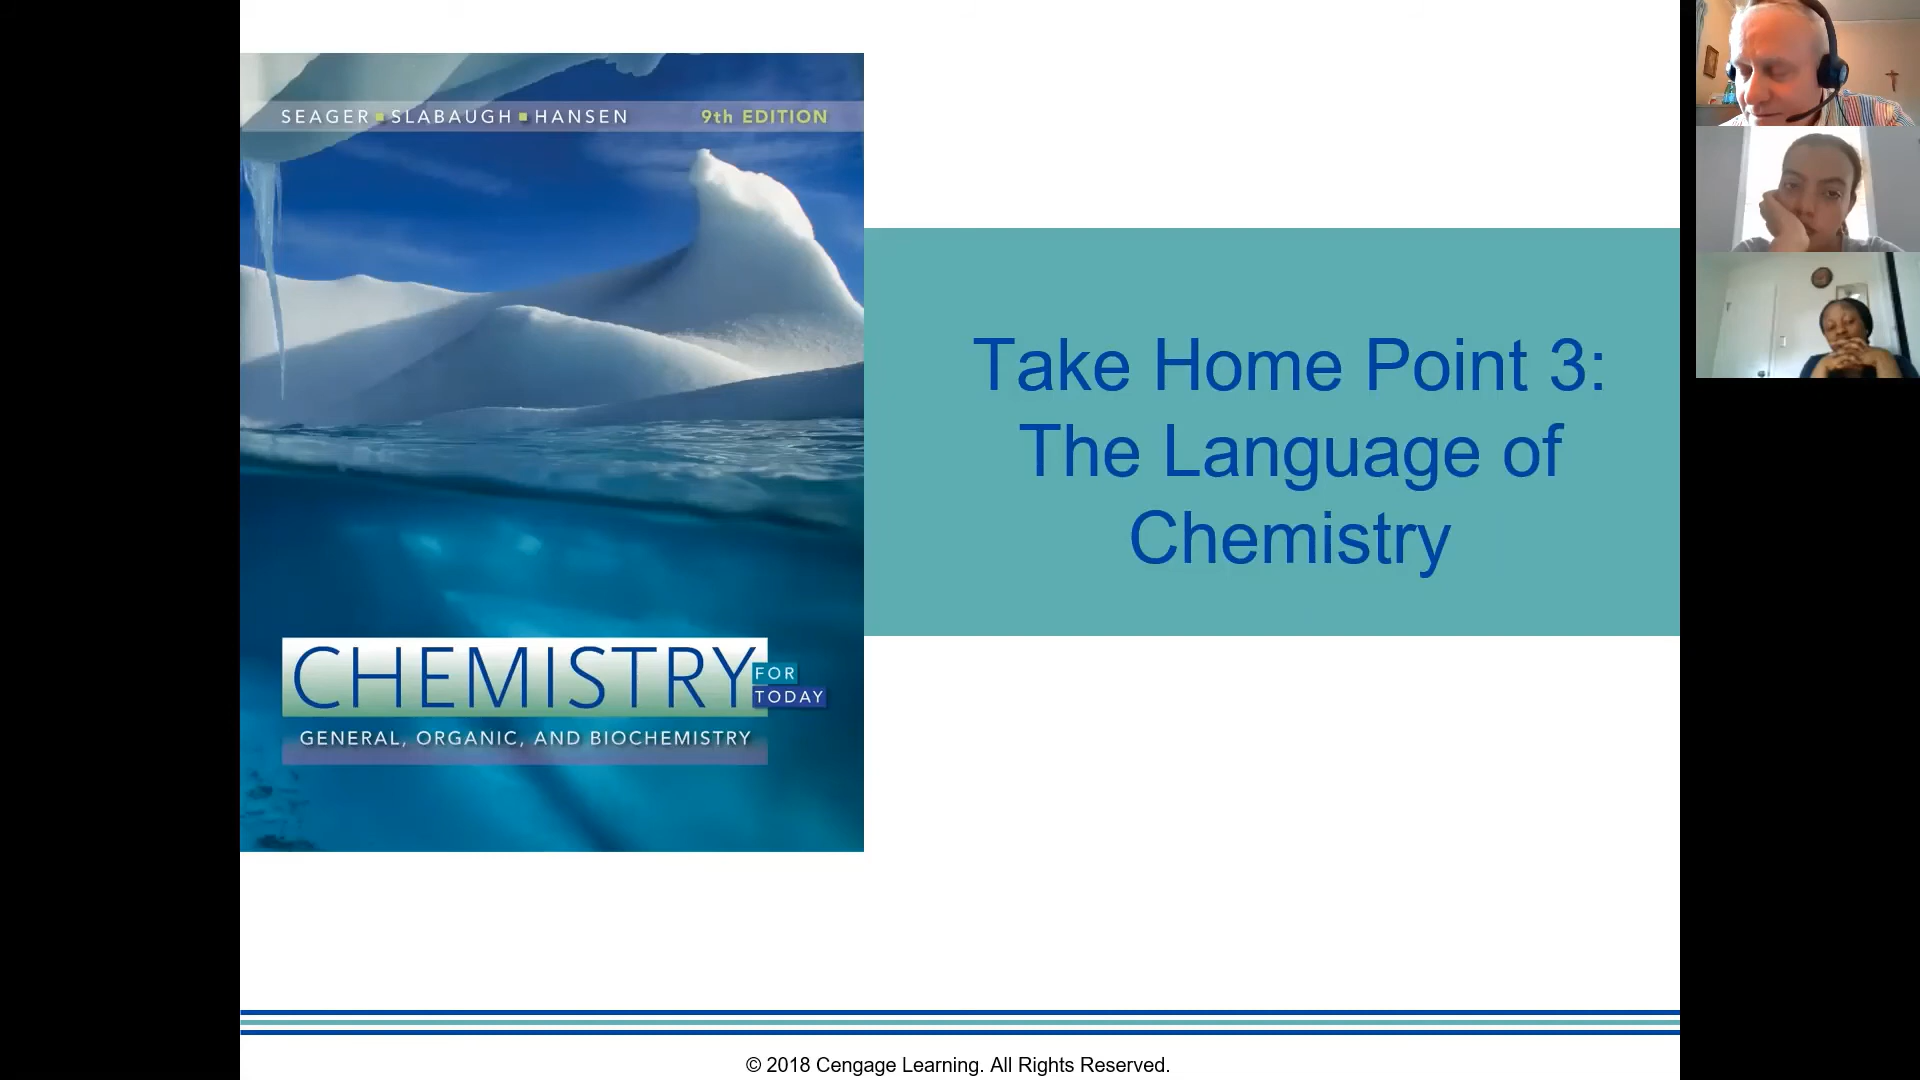 SEAGER ▪ SLABAUGH ▪ HANSEN
9th EDITION
CHEMISTRY
FOR
TODAY
GENERAL, ORGANIC, AND BIOCHEMISTRY
Take Home Point 3:
The Language of
Chemistry
© 2018 Cengage Learning. All Rights Reserved.